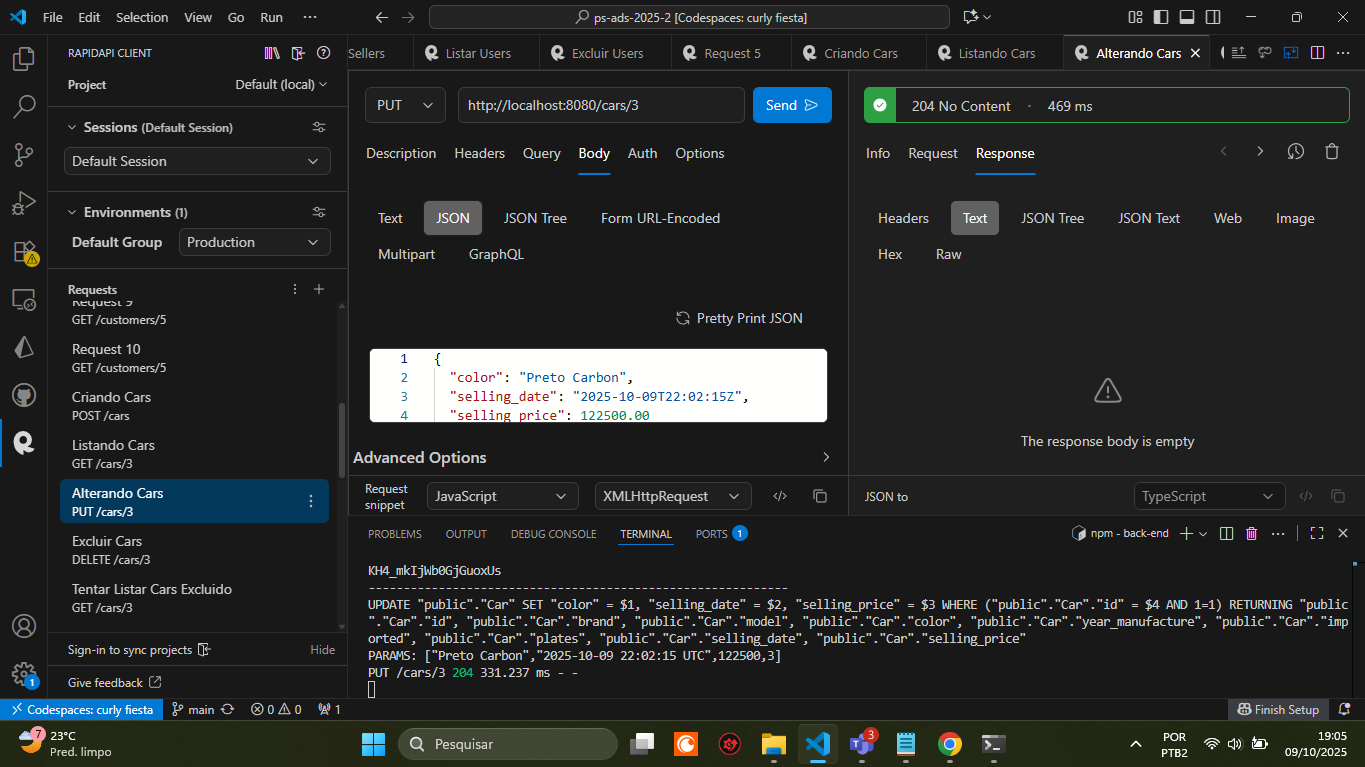 File Edit Selection View Go Run ···
ps-ads-2025-2 [Codespaces: curly fiesta]
RAPIDAPI CLIENT
Project
Default (local)
Sessions (Default Session)
Default Session
Environments (1)
Default Group
Production
Requests
Request 9
GET /customers/5
Request 10
GET /customers/5
Criando Cars
POST /cars
Listando Cars
GET /cars/3
Alterando Cars
PUT /cars/3
Excluir Cars
DELETE /cars/3
Tentar Listar Cars Excluido
GET /cars/3
Sign-in to sync projects
Hide
Give feedback
Sellers
Listar Users
Excluir Users
Request 5
Criando Cars
Listando Cars
Alterando Cars
PUT
http://localhost:8080/cars/3
Send
Description Headers Query Body Auth Options
Text JSON JSON Tree Form URL-Encoded
Multipart GraphQL
Pretty Print JSON
1 {
2 "color": "Preto Carbon",
3 "selling_date": "2025-10-09T22:02:15Z",
4 "selling_price": 122500.00
Advanced Options
Request snippet
JavaScript
XMLHttpRequest
204 No Content · 469 ms
Info Request Response
Headers Text JSON Tree JSON Text Web Image
Hex Raw
The response body is empty
JSON to
TypeScript
PROBLEMS OUTPUT DEBUG CONSOLE TERMINAL PORTS 1
npm - back-end
KH4_mkIjWb0GjGuoxUs
------------------------------------------------------------
UPDATE "public"."Car" SET "color" = $1, "selling_date" = $2, "selling_price" = $3 WHERE ("public"."Car"."id" = $4 AND 1=1) RETURNING "public
"."Car"."id", "public"."Car"."brand", "public"."Car"."model", "public"."Car"."color", "public"."Car"."year_manufacture", "public"."Car"."imp
orted", "public"."Car"."plates", "public"."Car"."selling_date", "public"."Car"."selling_price"
PARAMS: ["Preto Carbon","2025-10-09 22:02:15 UTC",122500,3]
PUT /cars/3 204 331.237 ms - -
1
Codespaces: curly fiesta
main
0 0
1
Finish Setup
7
23°C
Pred. limpo
Pesquisar
3
POR
PTB2
19:05
09/10/2025